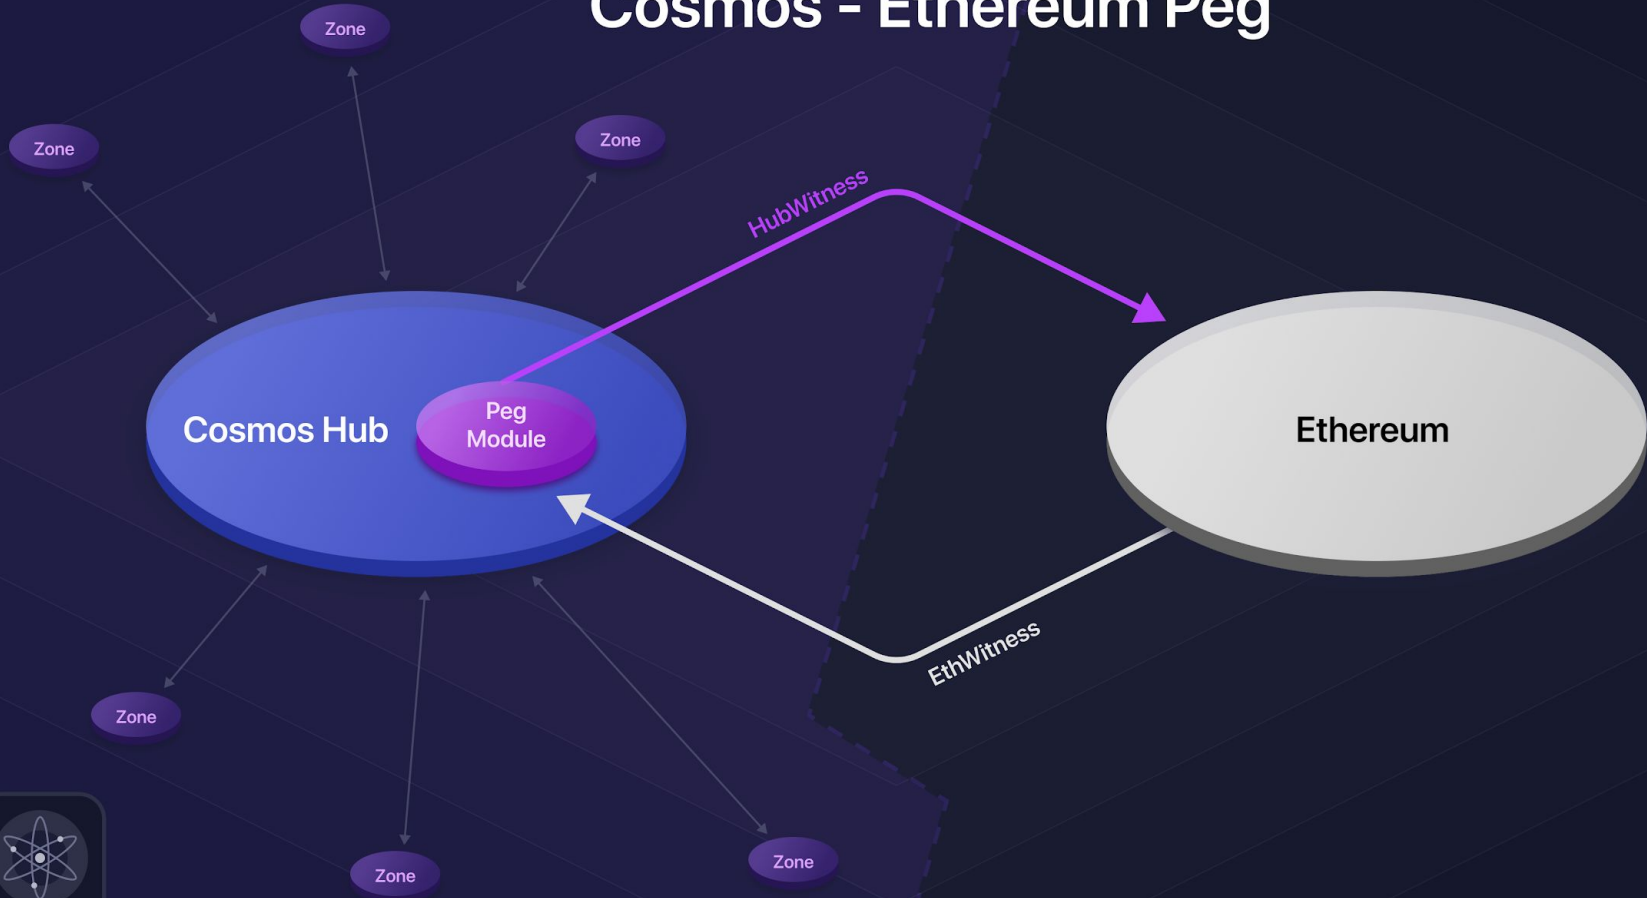 Cosmos - Ethereum Peg
Zone
Zone
Zone
HubWitness
Cosmos Hub
Peg
Module
Ethereum
EthWitness
Zone
Zone
Zone